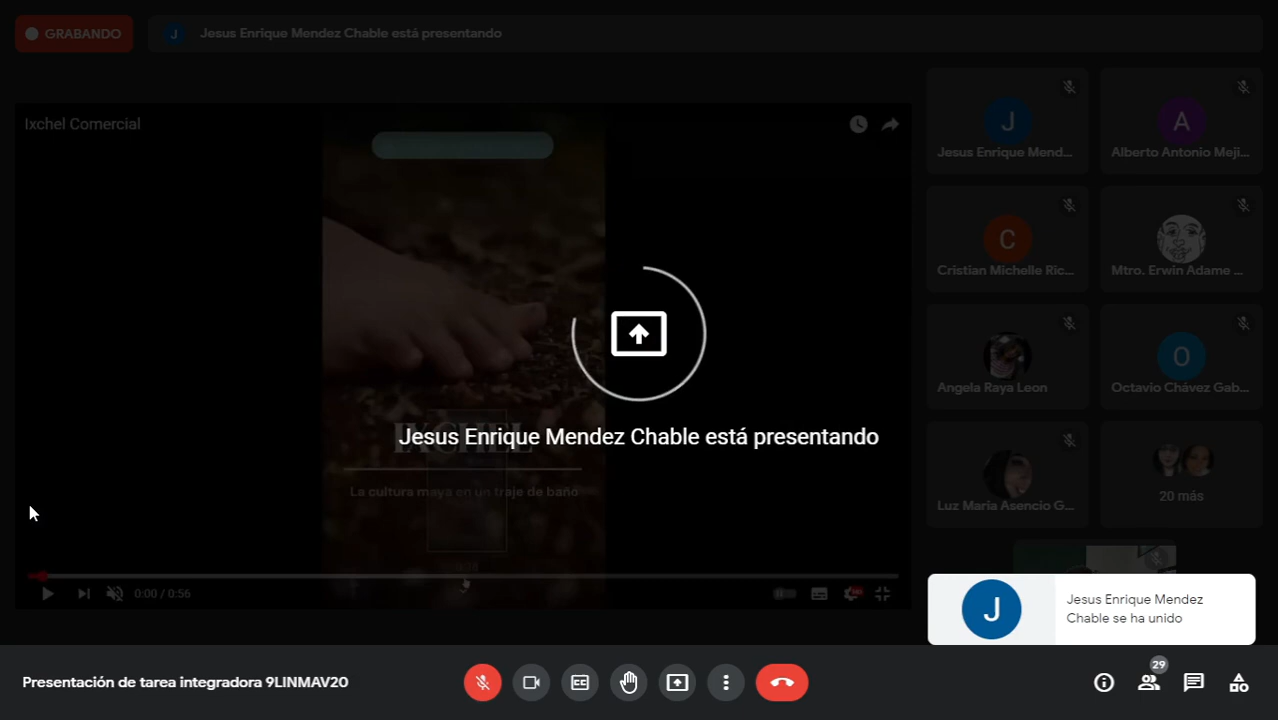 GRABANDO
J
Jesus Enrique Mendez Chable está presentando
Ixchel Comercial
J
Jesus Enrique Mend...
A
Alberto Antonio Meji...
C
Cristian Michelle Ric...
Mtro. Erwin Adame ...
Angela Raya Leon
O
Octavio Chávez Gab...
Luz Maria Asencio G...
20 más
Jesus Enrique Mendez Chable está presentando
IXCHEL
La cultura maya en un traje de baño
0:00 / 0:56
J
Jesus Enrique Mendez
Chable se ha unido
Presentación de tarea integradora 9LINMAV20
29